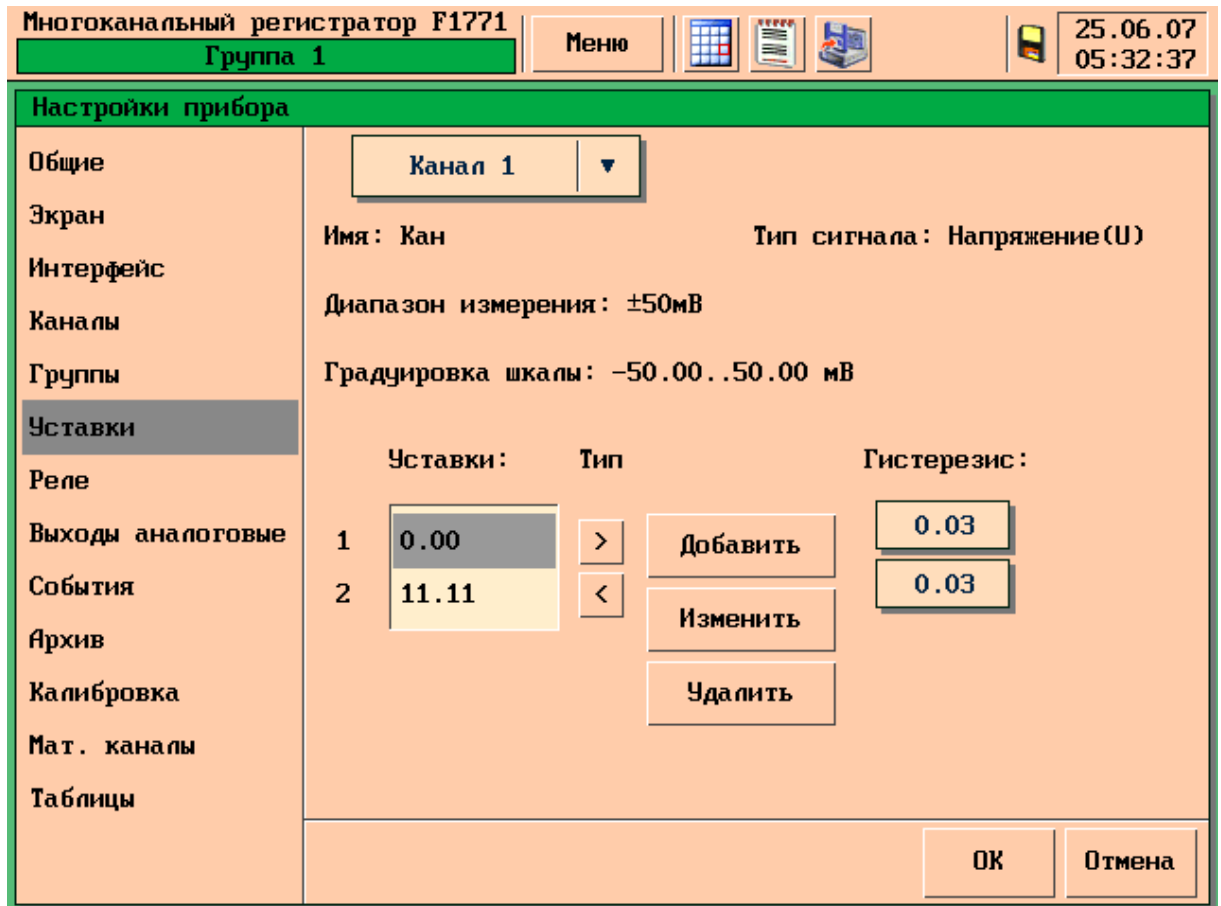 Многоканальный регистратор F1771
Группа 1
Меню
25.06.07
05:32:37
Настройки прибора
Общие
Экран
Интерфейс
Каналы
Группы
Уставки
Реле
Выходы аналоговые
События
Архив
Калибровка
Мат. каналы
Таблицы
Канал 1
Имя: Кан Тип сигнала: Напряжение(U)
Диапазон измерения: ±50мВ
Градуировка шкалы: -50.00..50.00 мВ
Уставки: Тип Гистерезис:
1 0.00 > Добавить 0.03
2 11.11 < Изменить 0.03
Удалить
ОК Отмена